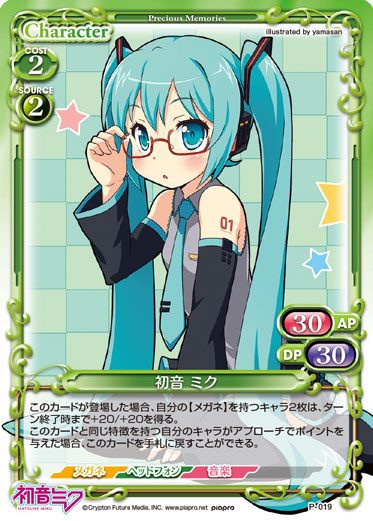 Precious Memories
Character
illustrated by yamasan
COST
2
SOURCE
2
01
30 AP
DP 30
初音 ミク
このカードが登場した場合、自分の【メガネ】を持つキャラ2枚は、ター
ン終了時まで+20/+20を得る。
このカードと同じ特徴を持つ自分のキャラがアプローチでポイントを
与えた場合、このカードを手札に戻すことができる。
メガネ ヘッドフォン 音楽
初音ミク
HATSUNE MIKU
©Crypton Future Media, INC. www.piapro.net piapro
P-019